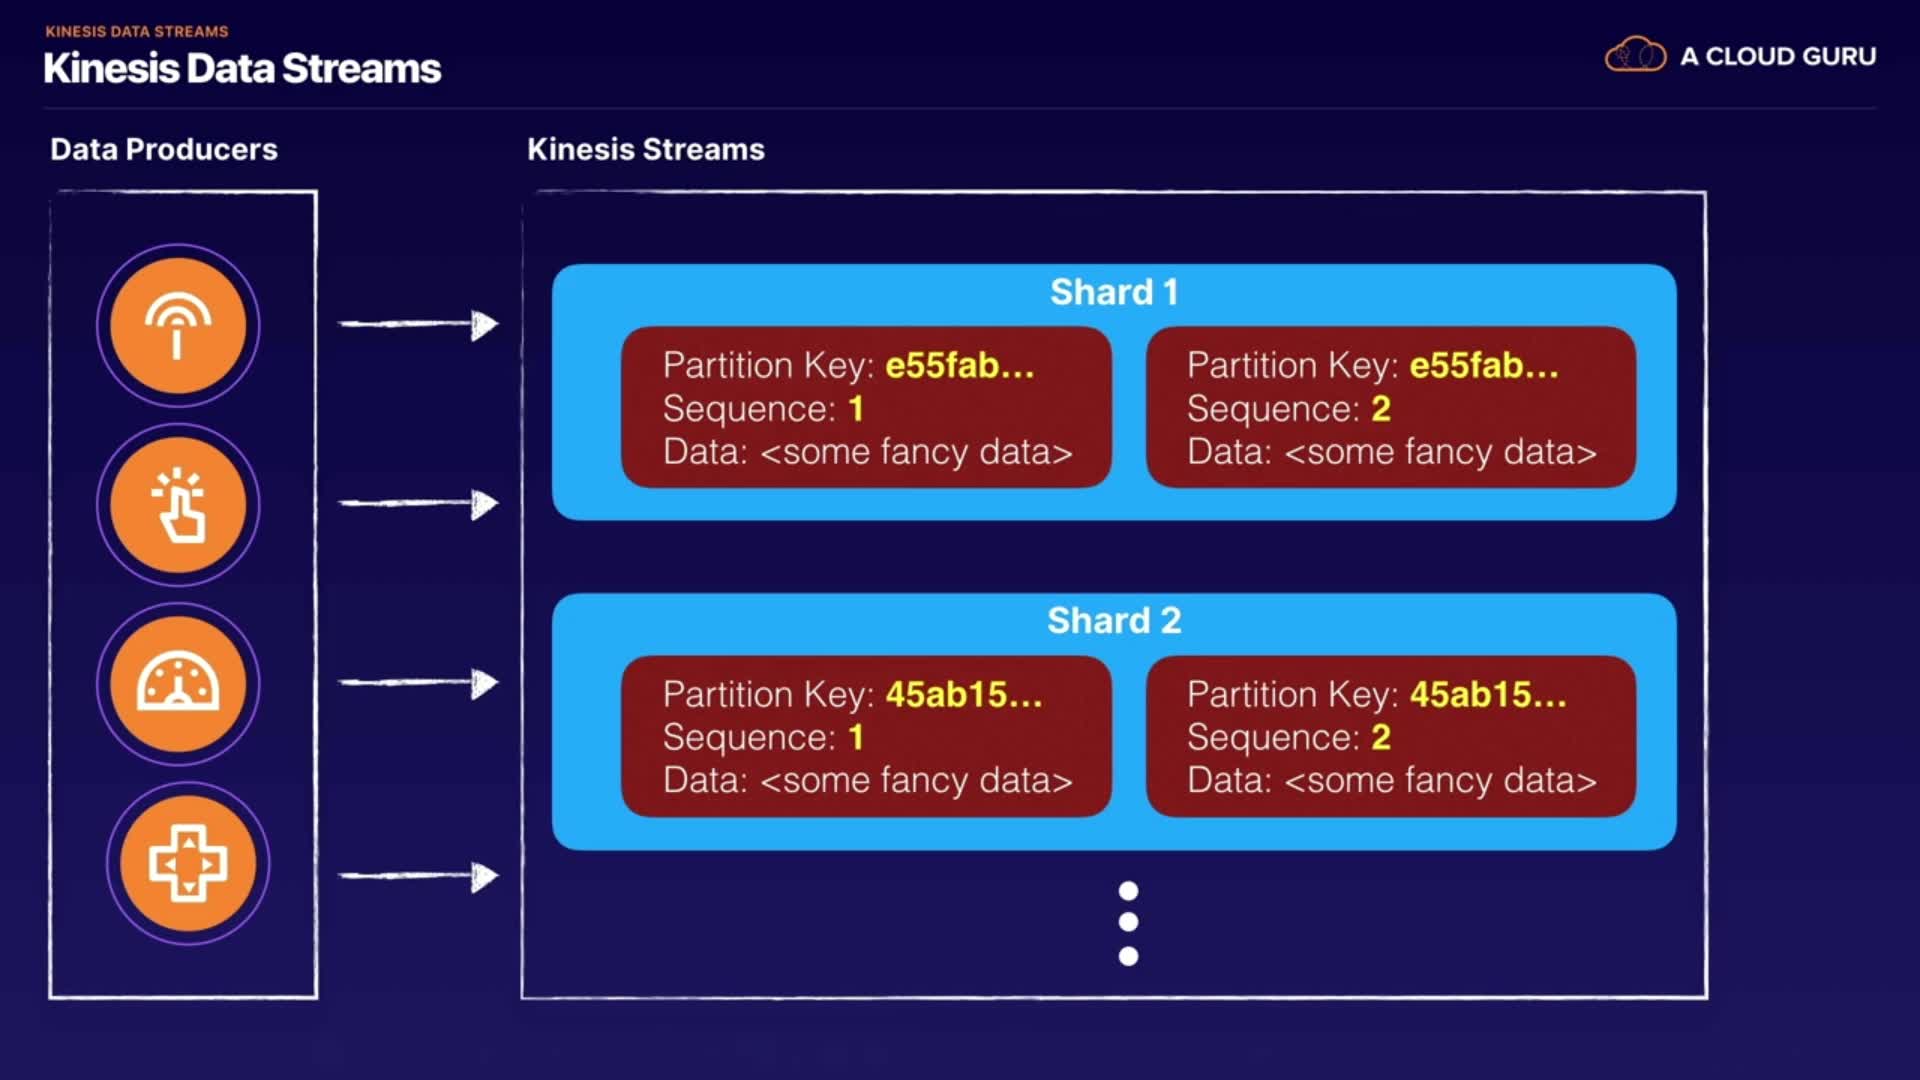 KINESIS DATA STREAMS
Kinesis Data Streams
A CLOUD GURU
Data Producers
Kinesis Streams
Shard 1
Partition Key: e55fab...
Sequence: 1
Data: <some fancy data>
Partition Key: e55fab...
Sequence: 2
Data: <some fancy data>
Shard 2
Partition Key: 45ab15...
Sequence: 1
Data: <some fancy data>
Partition Key: 45ab15...
Sequence: 2
Data: <some fancy data>